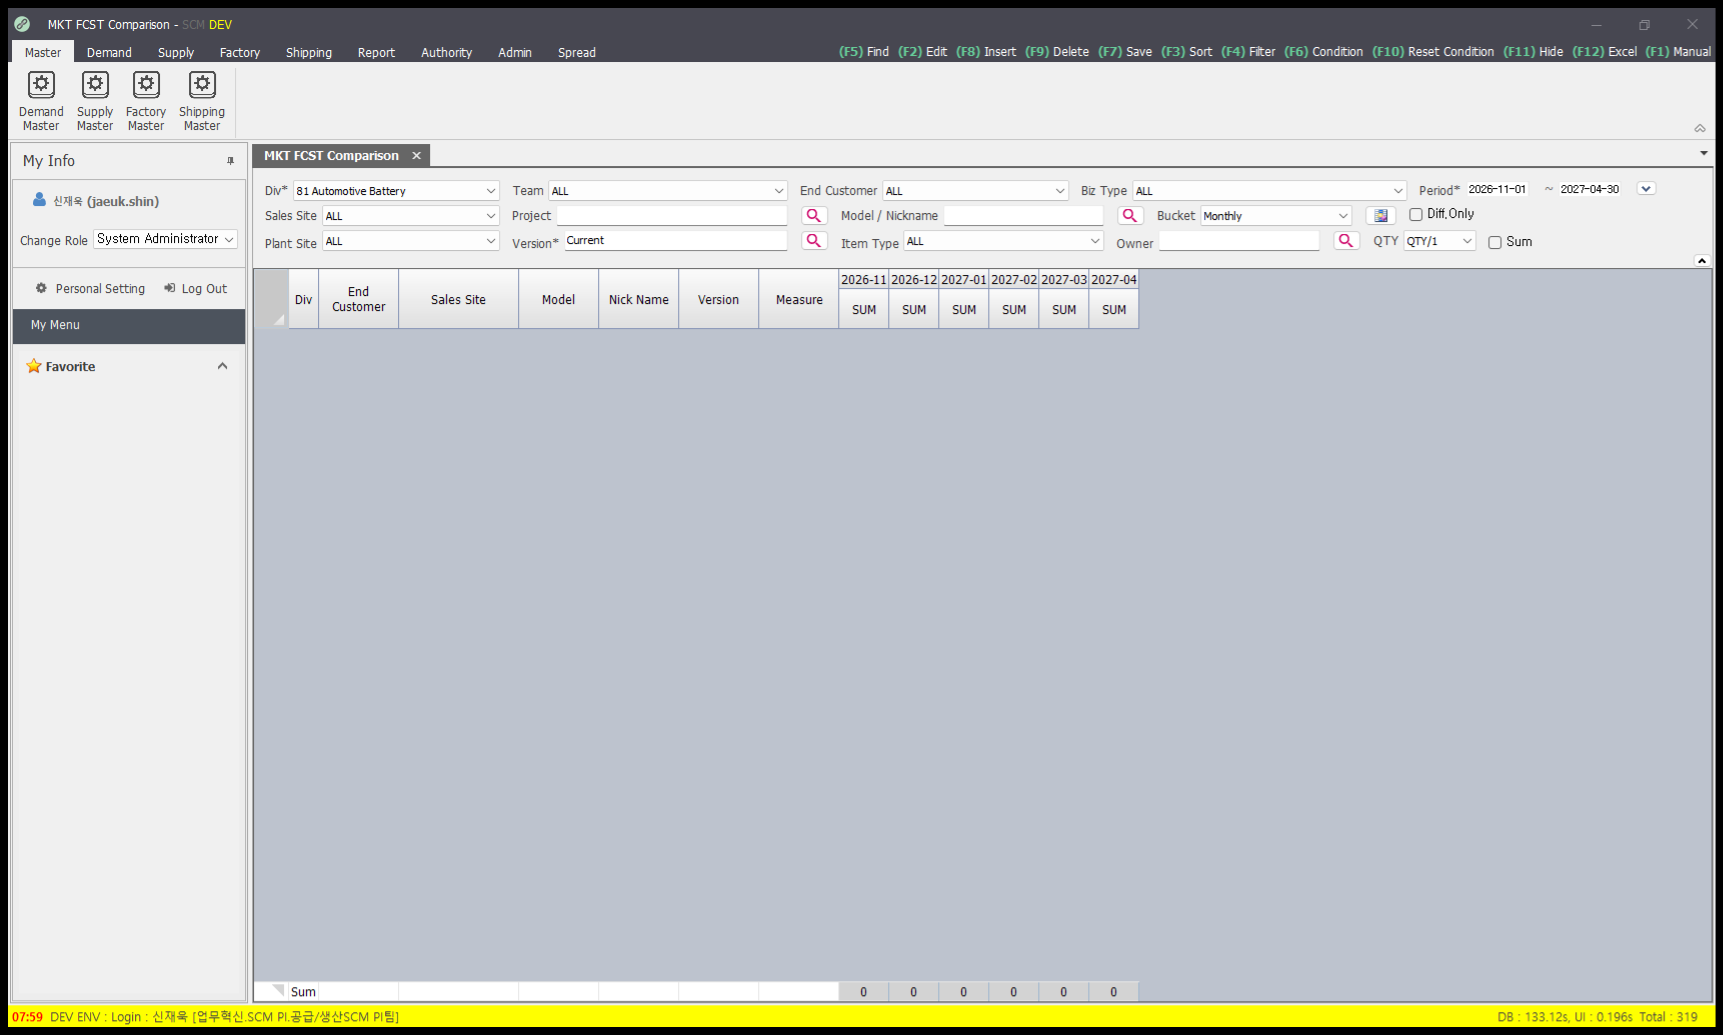 MKT FCST Comparison - SCM DEV
Master Demand Supply Factory Shipping Report Authority Admin Spread (F5) Find (F2) Edit (F8) Insert (F9) Delete (F7) Save (F3) Sort (F4) Filter (F6) Condition (F10) Reset Condition (F11) Hide (F12) Excel (F1) Manual
Demand Master Supply Master Factory Master Shipping Master
My Info
신재욱 (jaeuk.shin)
Change Role System Administrator
Personal Setting Log Out
My Menu
Favorite
MKT FCST Comparison
Div* 81 Automotive Battery Team ALL End Customer ALL Biz Type ALL Period* 2026-11-01 ~ 2027-04-30
Sales Site ALL Project Model / Nickname Bucket Monthly Diff,Only
Plant Site ALL Version* Current Item Type ALL Owner QTY QTY/1 Sum
Div End Customer Sales Site Model Nick Name Version Measure 2026-11 2026-12 2027-01 2027-02 2027-03 2027-04
SUM SUM SUM SUM SUM SUM
Sum 0 0 0 0 0 0
07:59 DEV ENV : Login : 신재욱 [업무혁신.SCM PI.공급/생산SCM PI팀] DB : 133.12s, UI : 0.196s Total : 319